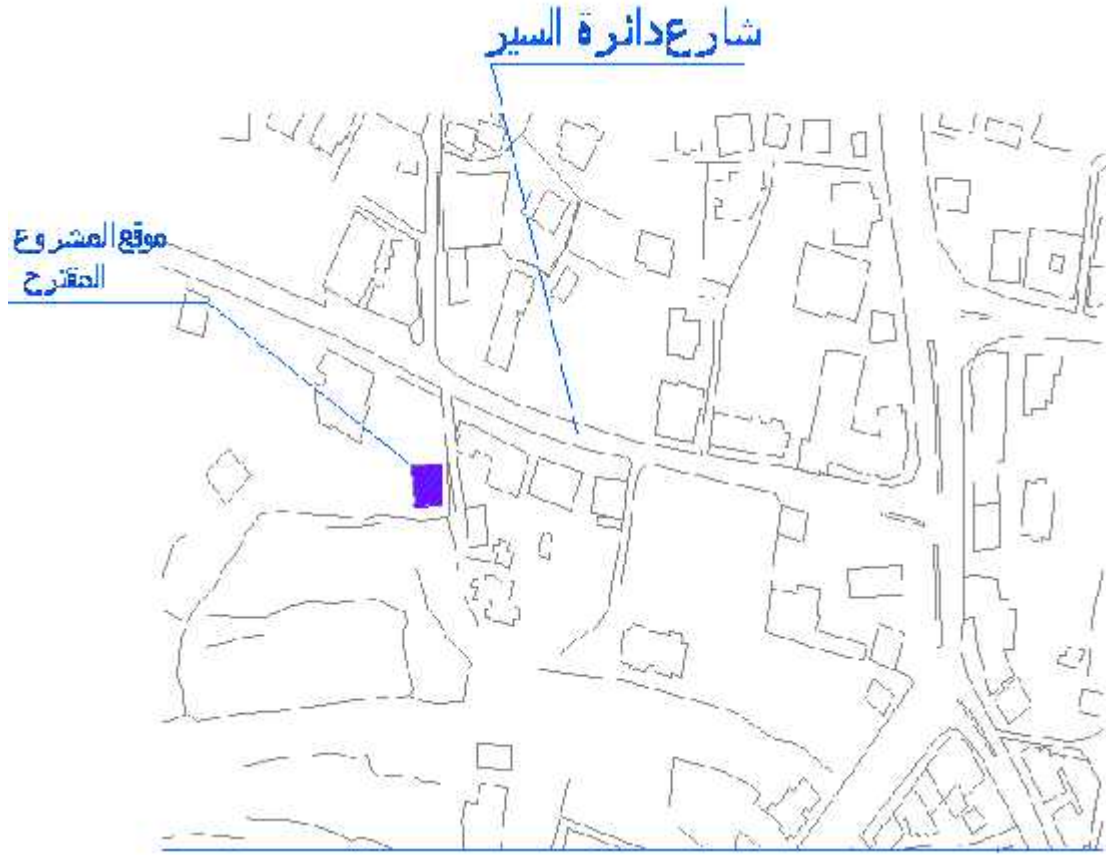 شارع دائرة السير
موقع المشروع
المقترح